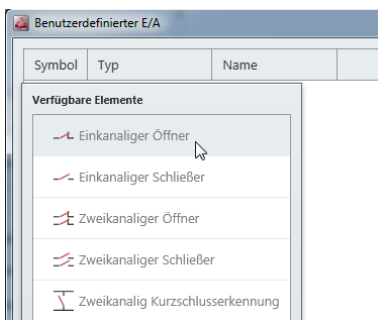 Benutzerdefinierter E/A
Symbol Typ Name
Verfügbare Elemente
Einkanaliger Öffner
Einkanaliger Schließer
Zweikanaliger Öffner
Zweikanaliger Schließer
Zweikanalig Kurzschlusserkennung